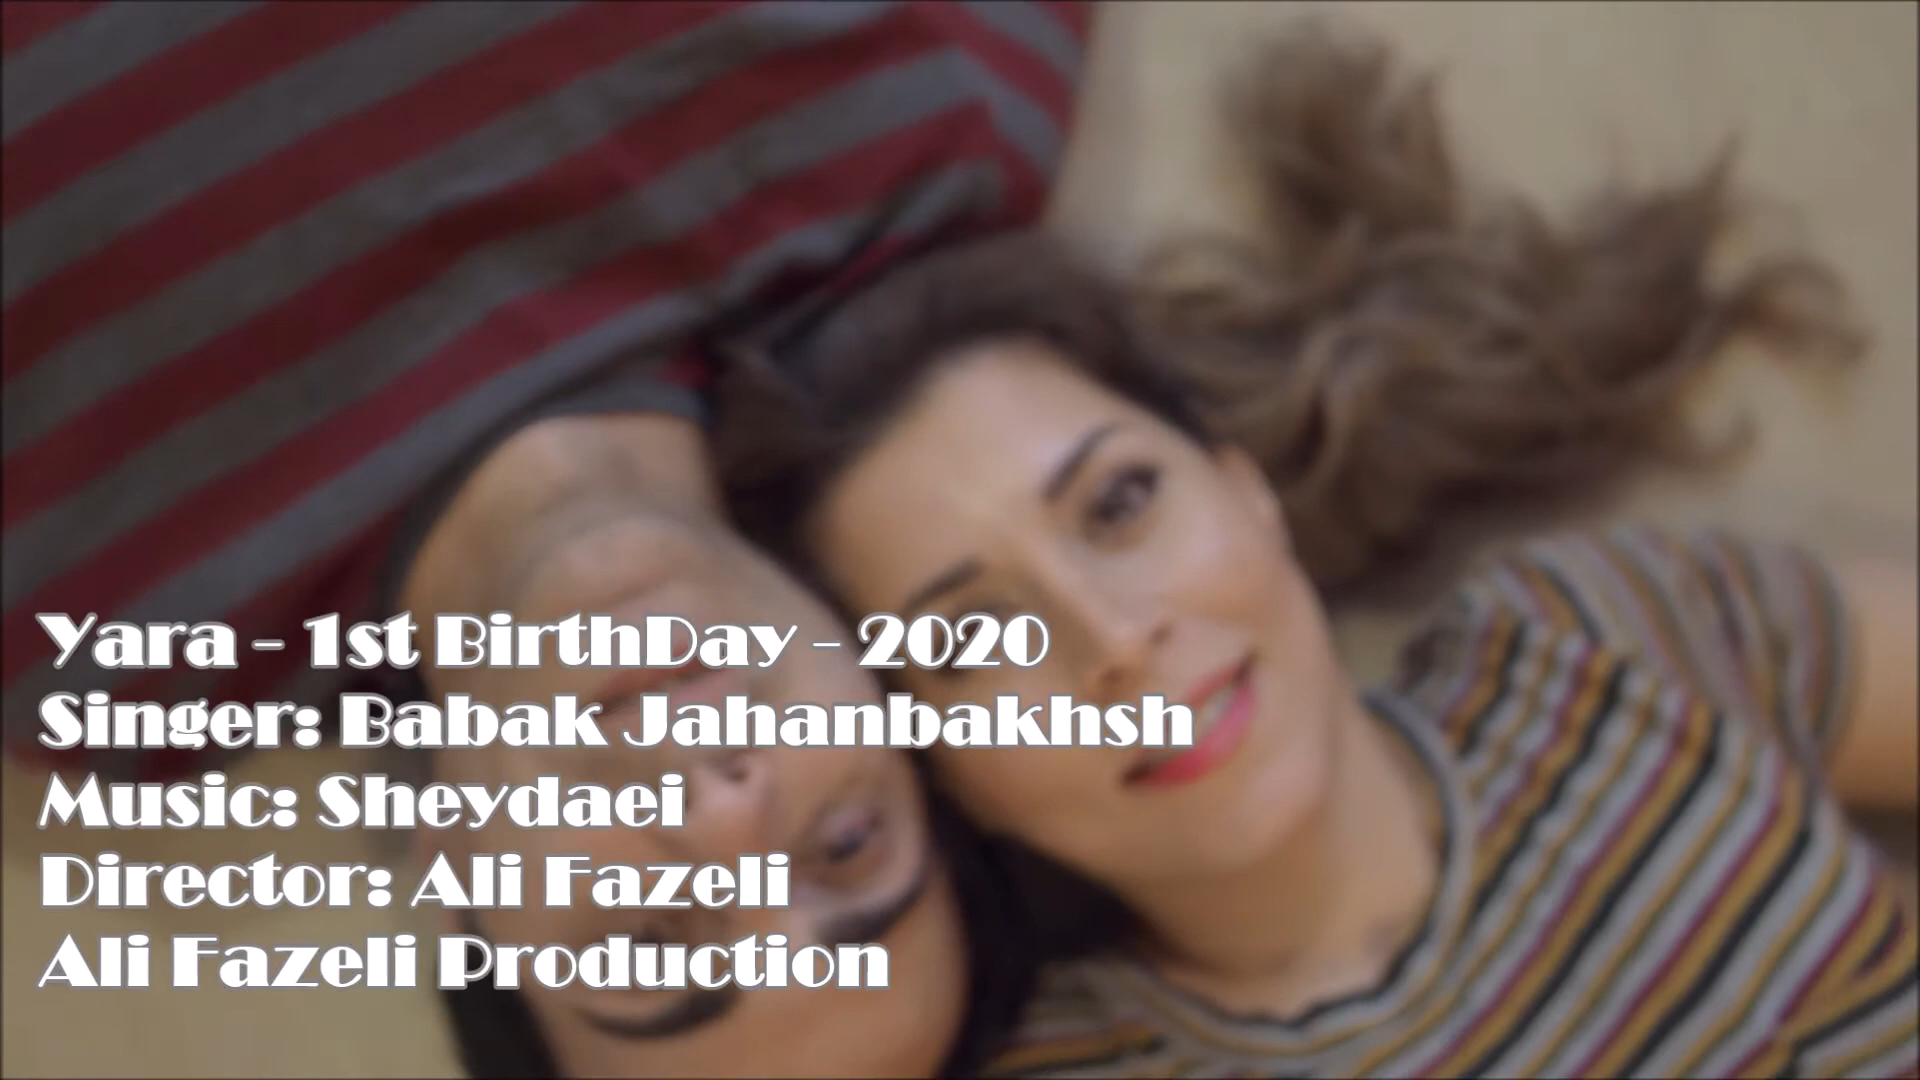 Yara - 1st BirthDay - 2020
Singer: Babak Jahanbakhsh
Music: Sheydaei
Director: Ali Fazeli
Ali Fazeli Production